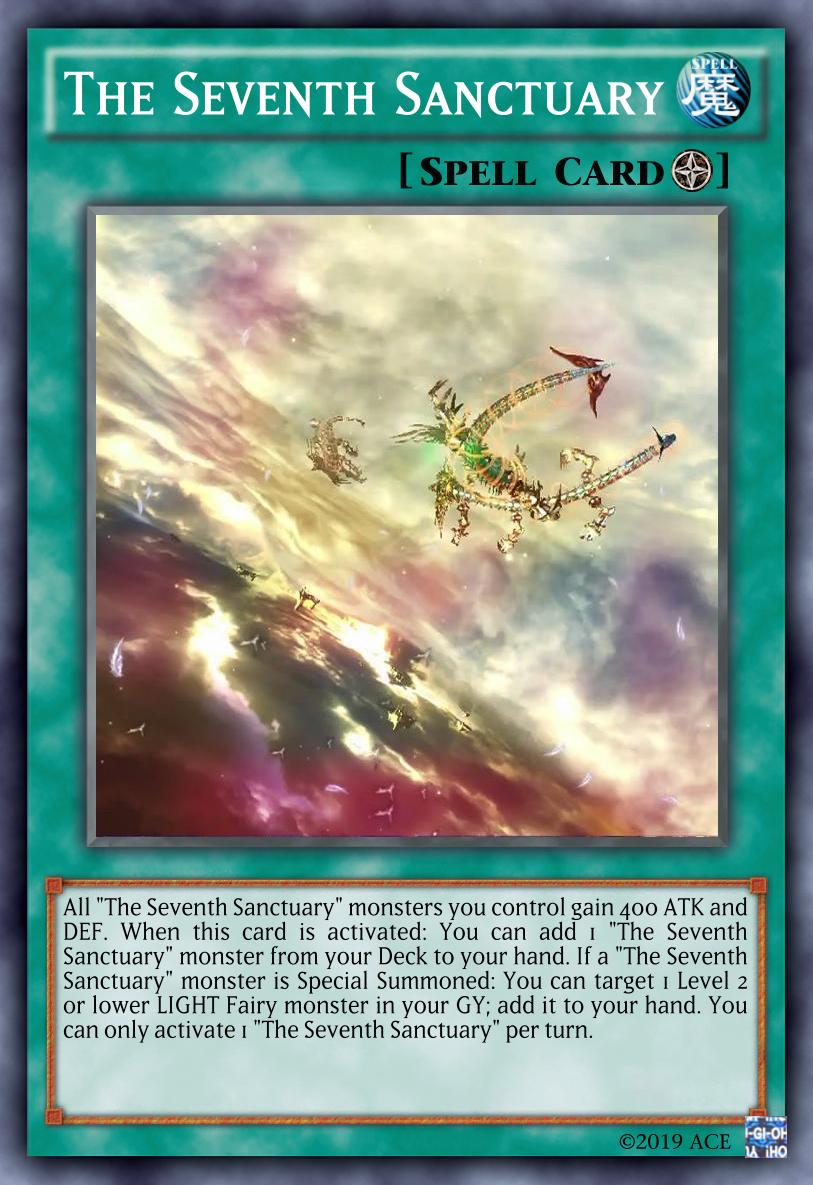 The Seventh Sanctuary
SPELL
魔
[Spell Card]
All "The Seventh Sanctuary" monsters you control gain 400 ATK and
DEF. When this card is activated: You can add 1 "The Seventh
Sanctuary" monster from your Deck to your hand. If a "The Seventh
Sanctuary" monster is Special Summoned: You can target 1 Level 2
or lower LIGHT Fairy monster in your GY; add it to your hand. You
can only activate 1 "The Seventh Sanctuary" per turn.
©2019 ACE
I-GI-OH